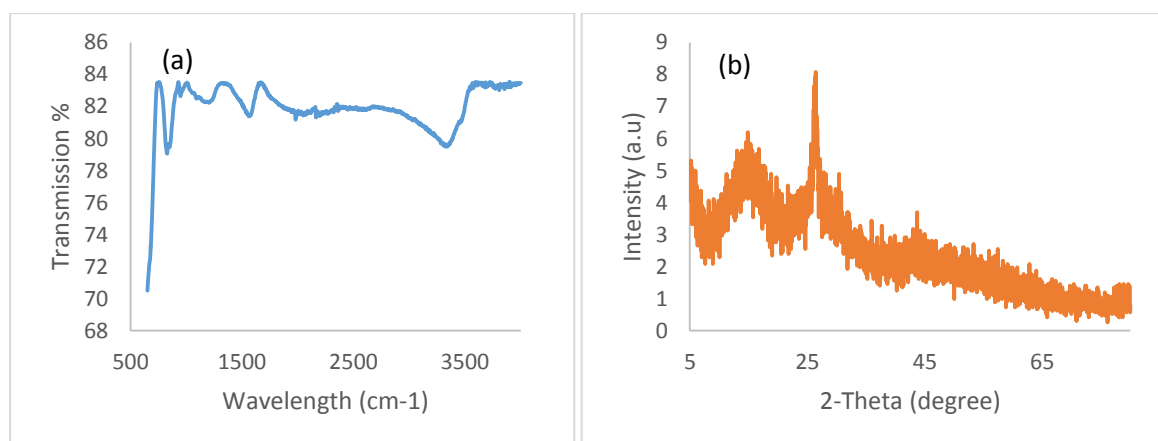 (a)
86
84
82
80
78
76
74
72
70
68
Transmission %
500 1500 2500 3500
Wavelength (cm-1)
(b)
9
8
7
6
5
4
3
2
1
0
Intensity (a.u)
5 25 45 65
2-Theta (degree)